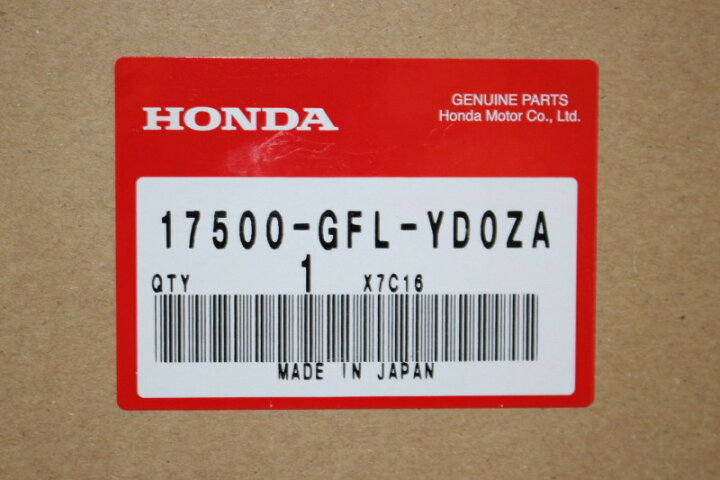 HONDA
GENUINE PARTS
Honda Motor Co., Ltd.
17500-GFL-YD0ZA
QTY 1 X7C16
MADE IN JAPAN